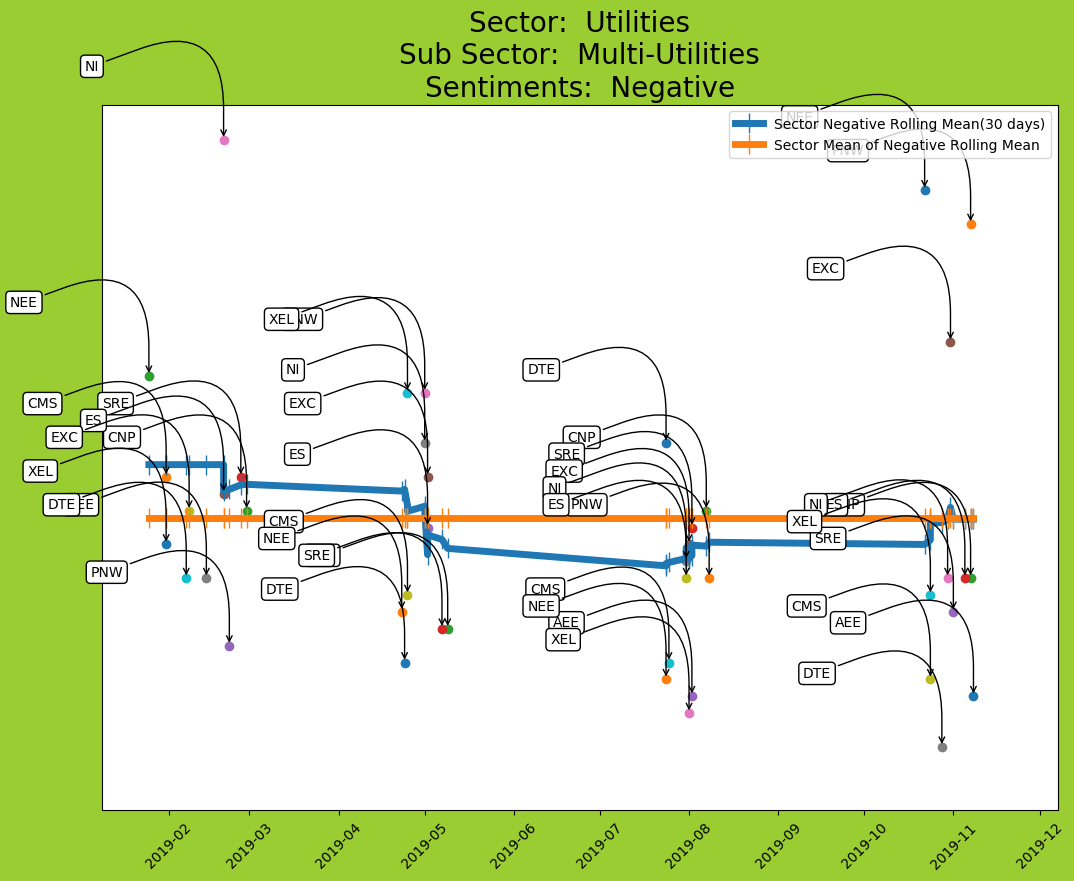 Sector:  Utilities
Sub Sector:  Multi-Utilities
Sentiments:  Negative
NI
NEE
Sector Negative Rolling Mean(30 days)
PNW
Sector Mean of Negative Rolling Mean
EXC
NEE
XEL
NW
NI
DTE
CMS
SRE
EXC
ES
EXC
CNP
CNP
ES
SRE
XEL
EXC
NI
DTE
EE
ES
PNW
NI
ES
IP
CMS
XEL
NEE
SRE
SRE
PNW
DTE
CMS
NEE
CMS
AEE
AEE
XEL
DTE
2019-02
2019-03
2019-04
2019-05
2019-06
2019-07
2019-08
2019-09
2019-10
2019-11
2019-12